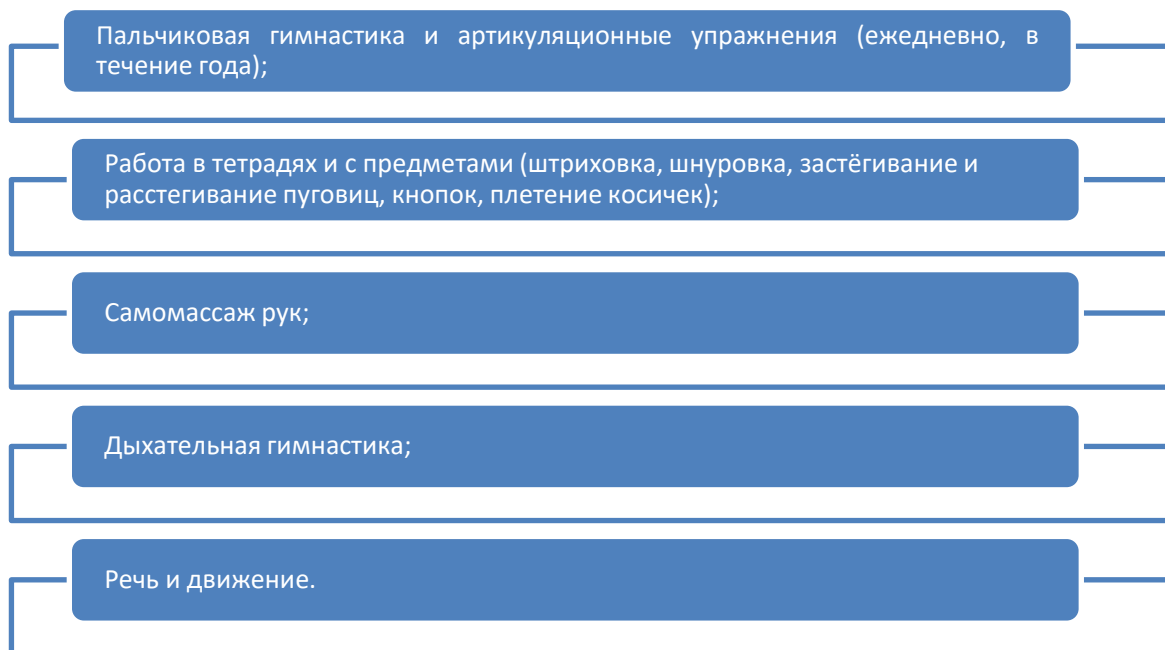 Пальчиковая гимнастика и артикуляционные упражнения (ежедневно, в
течение года);
Работа в тетрадях и с предметами (штриховка, шнуровка, застёгивание и
расстегивание пуговиц, кнопок, плетение косичек);
Самомассаж рук;
Дыхательная гимнастика;
Речь и движение.